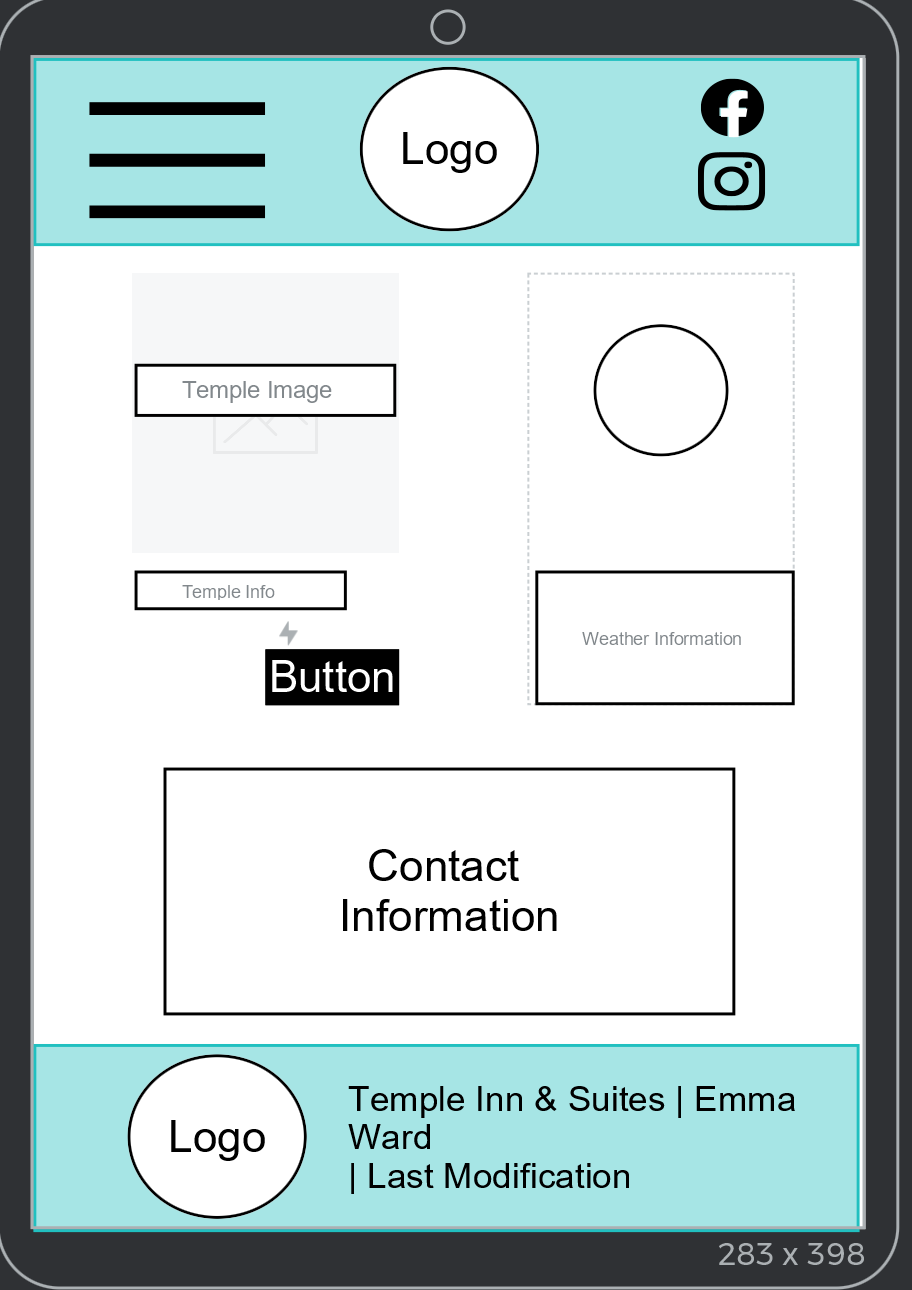 Logo
Temple Image
Temple Info
Button
Weather Information
Contact
Information
Logo
Temple Inn & Suites | Emma
Ward
| Last Modification
283 x 398